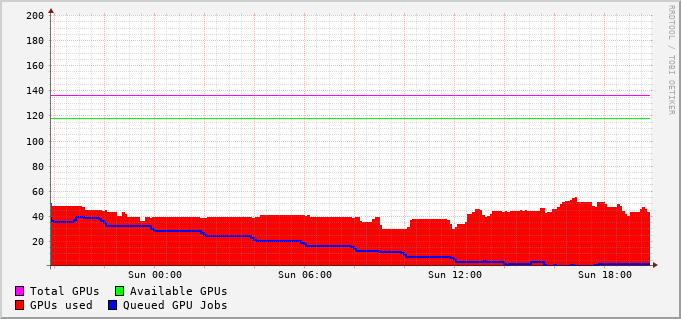 200
180
160
140
120
100
80
60
40
20
Sun 00:00 Sun 06:00 Sun 12:00 Sun 18:00
Total GPUs Available GPUs
GPUs used Queued GPU Jobs
RRDTOOL / TOBI OETIKER